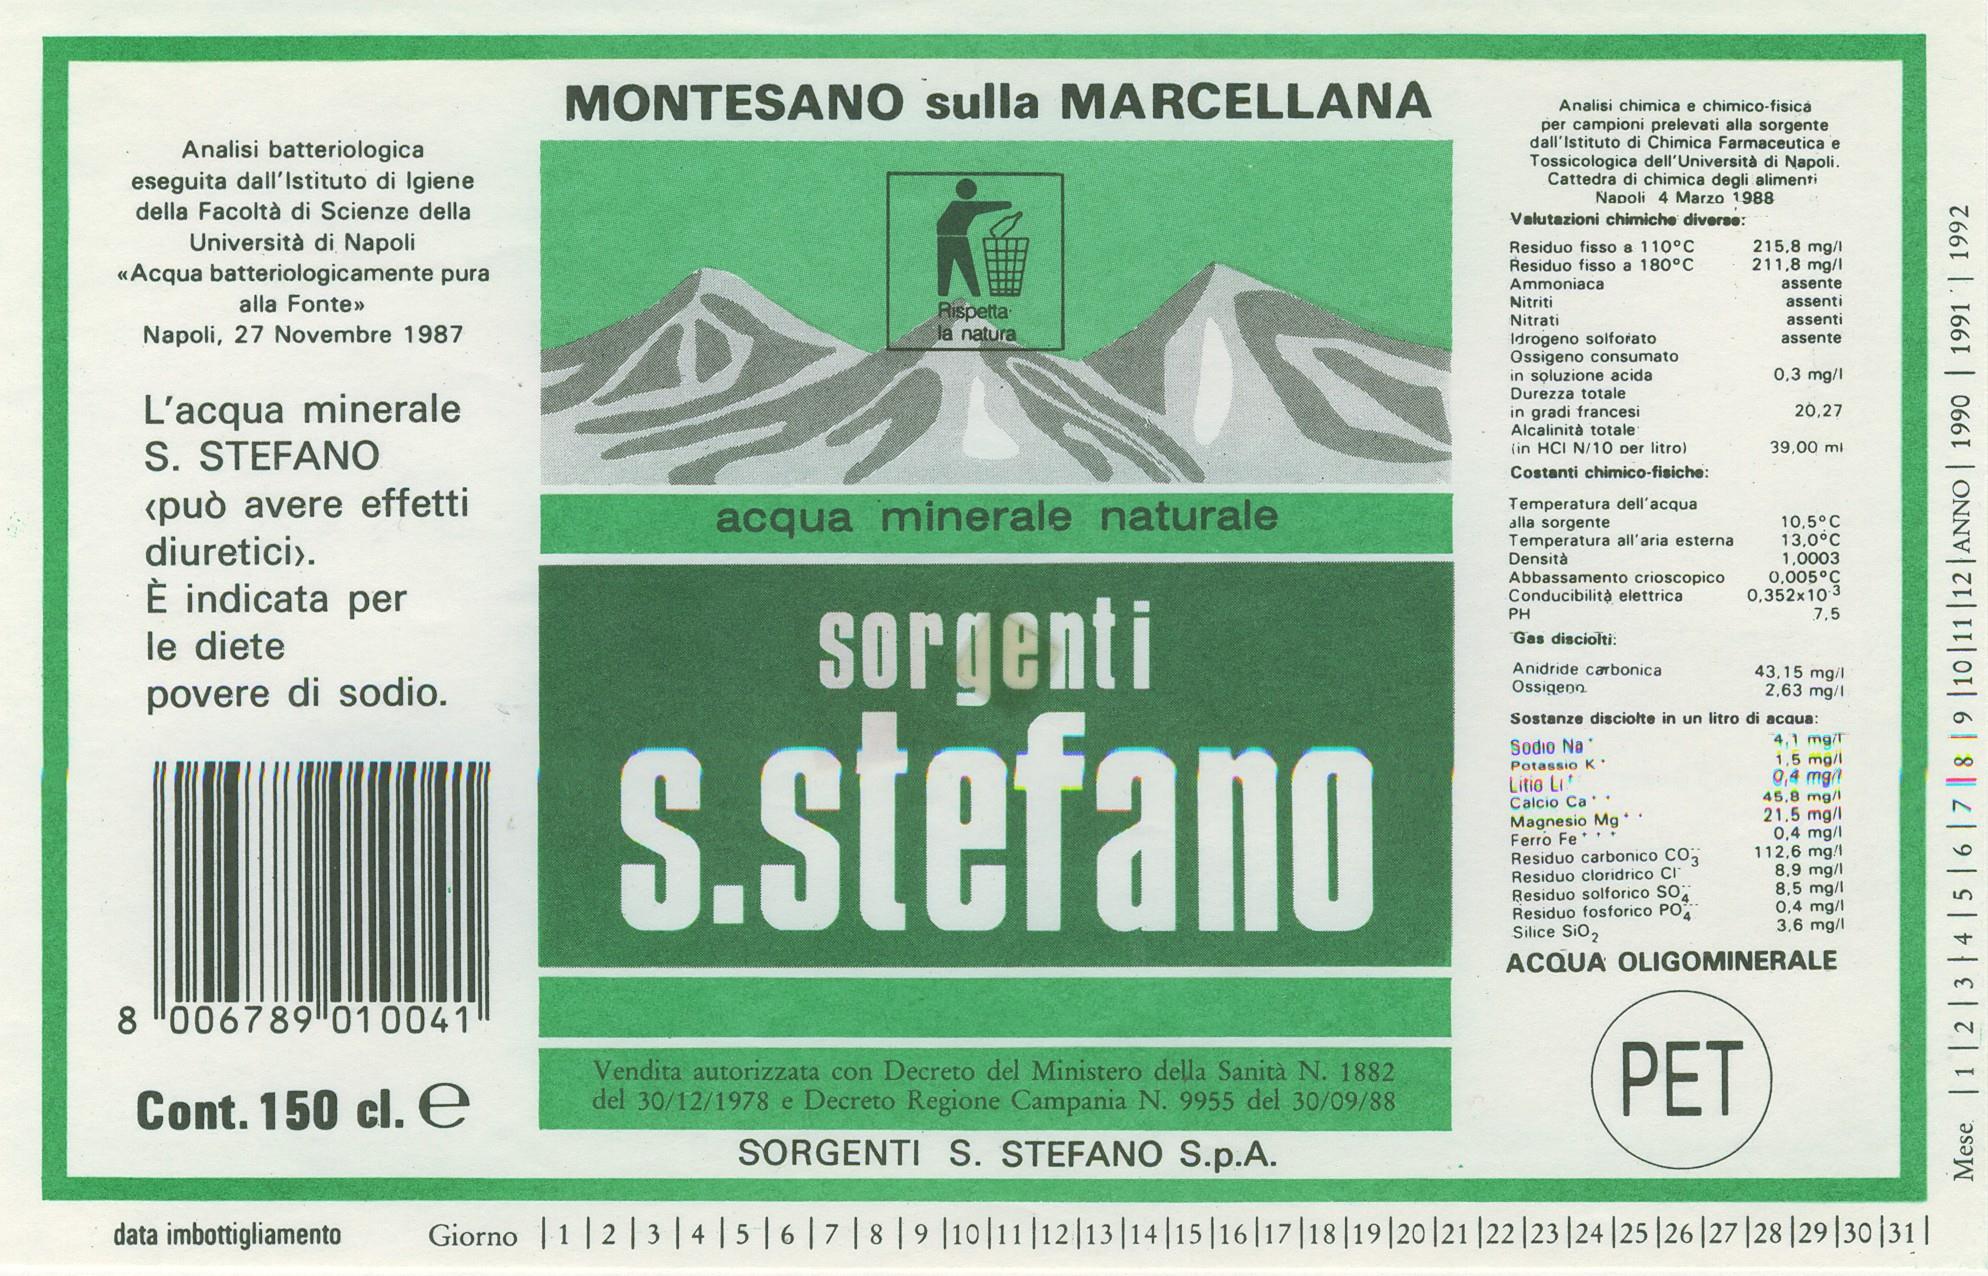 MONTESANO sulla MARCELLANA
Analisi batteriologica
eseguita dall'Istituto di Igiene
della Facoltà di Scienze della
Università di Napoli
«Acqua batteriologicamente pura
alla Fonte»
Napoli, 27 Novembre 1987
L'acqua minerale
S. STEFANO
‹può avere effetti
diuretici›.
È indicata per
le diete
povere di sodio.
8 006789 010041
Cont. 150 cl. e
Rispetta
la natura
acqua minerale naturale
sorgenti
s.stefano
Vendita autorizzata con Decreto del Ministero della Sanità N. 1882
del 30/12/1978 e Decreto Regione Campania N. 9955 del 30/09/88
SORGENTI S. STEFANO S.p.A.
Analisi chimica e chimico-fisica
per campioni prelevati alla sorgente
dall'Istituto di Chimica Farmaceutica e
Tossicologica dell'Università di Napoli.
Cattedra di chimica degli alimenti
Napoli 4 Marzo 1988
Valutazioni chimiche diverse:
Residuo fisso a 110°C 215,8 mg/l
Residuo fisso a 180°C 211,8 mg/l
Ammoniaca assente
Nitriti assenti
Nitrati assenti
Idrogeno solforato assente
Ossigeno consumato
in soluzione acida 0,3 mg/l
Durezza totale
in gradi francesi 20,27
Alcalinità totale
(in HCl N/10 per litro) 39,00 ml
Costanti chimico-fisiche:
Temperatura dell'acqua
alla sorgente 10,5°C
Temperatura all'aria esterna 13,0°C
Densità 1,0003
Abbassamento crioscopico 0,005°C
Conducibilità elettrica 0,352x10⁻³
PH 7,5
Gas disciolti:
Anidride carbonica 43,15 mg/l
Ossigeno 2,63 mg/l
Sostanze disciolte in un litro di acqua:
Sodio Na⁺ 4,1 mg/l
Potassio K⁺ 1,5 mg/l
Litio Li⁺ 0,4 mg/l
Calcio Ca⁺⁺ 45,8 mg/l
Magnesio Mg⁺⁺ 21,5 mg/l
Ferro Fe⁺⁺⁺ 0,4 mg/l
Residuo carbonico CO₃⁻⁻ 112,6 mg/l
Residuo cloridrico Cl⁻ 8,9 mg/l
Residuo solforico SO₄⁻⁻ 8,5 mg/l
Residuo fosforico PO₄⁻⁻⁻ 0,4 mg/l
Silice SiO₂ 3,6 mg/l
ACQUA OLIGOMINERALE
PET
Mese |1|2|3|4|5|6|7|8|9|10|11|12|ANNO|1990|1991|1992
data imbottigliamento Giorno |1|2|3|4|5|6|7|8|9|10|11|12|13|14|15|16|17|18|19|20|21|22|23|24|25|26|27|28|29|30|31|